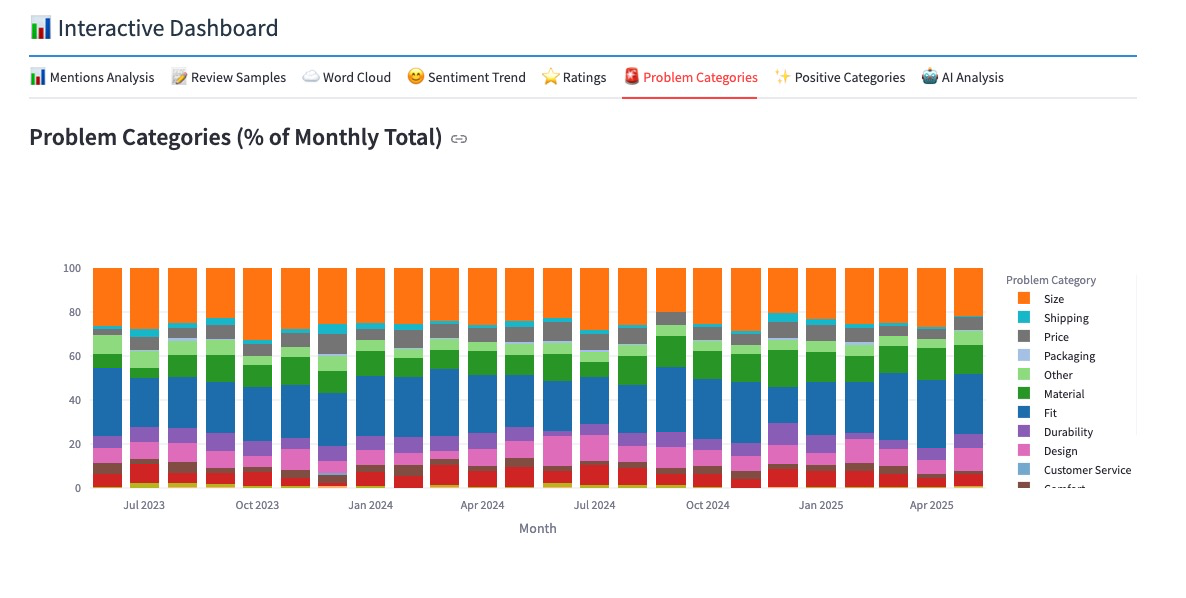 📊 Interactive Dashboard
📊 Mentions Analysis 📝 Review Samples ☁️ Word Cloud 😊 Sentiment Trend ⭐ Ratings 🚨 Problem Categories ✨ Positive Categories 🤖 AI Analysis
Problem Categories (% of Monthly Total)
100
80
60
40
20
0
Jul 2023 Oct 2023 Jan 2024 Apr 2024 Jul 2024 Oct 2024 Jan 2025 Apr 2025
Month
Problem Category
Size
Shipping
Price
Packaging
Other
Material
Fit
Durability
Design
Customer Service
Comfort